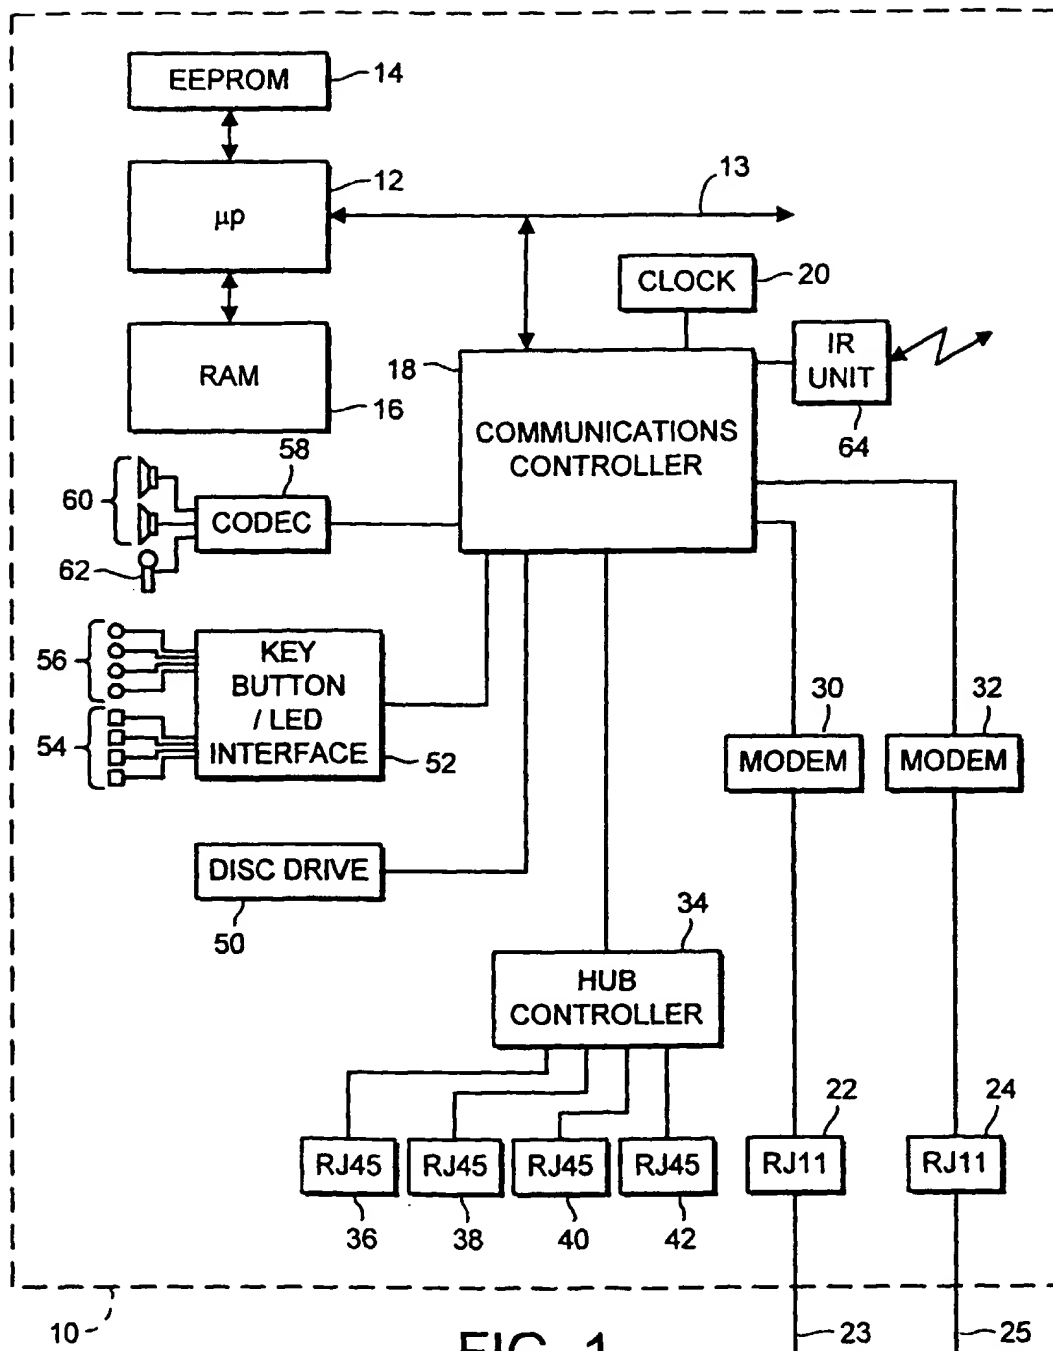 EEPROM
14
µp
12
13
CLOCK
20
RAM
16
18
IR
UNIT
64
COMMUNICATIONS
CONTROLLER
58
60
CODEC
62
56
KEY
BUTTON
/ LED
INTERFACE
54
52
30
32
MODEM
MODEM
DISC DRIVE
50
34
HUB
CONTROLLER
22
24
RJ45
RJ45
RJ45
RJ45
RJ11
RJ11
36
38
40
42
10
23
25
FIG. 1